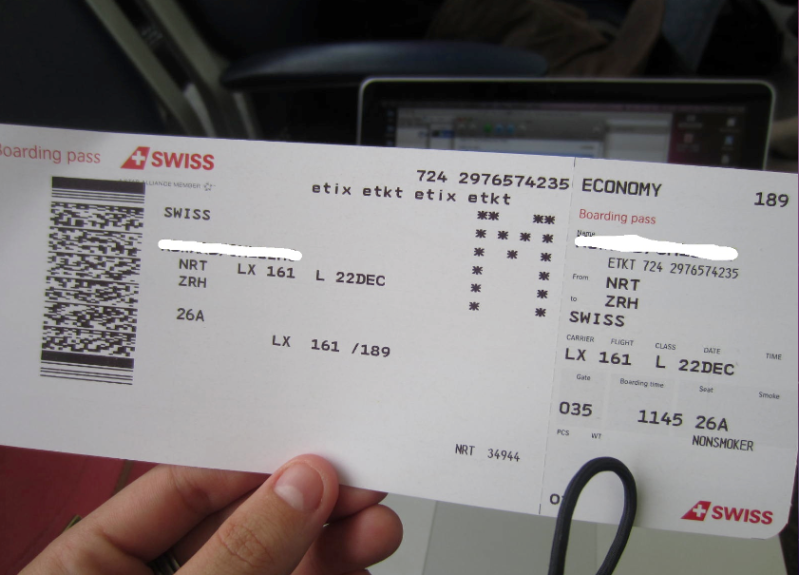 Boarding pass SWISS
724 2976574235
etix etkt etix etkt
SWISS
NRT LX 161 L 22DEC
ZRH
26A
LX 161 /189
NRT 34944
ECONOMY 189
Boarding pass
Name
ETKT 724 2976574235
From NRT
to ZRH
SWISS
CARRIER FLIGHT CLASS DATE TIME
LX 161 L 22DEC
Gate Boarding time Seat Smoke
035 1145 26A
NONSMOKER
PCS WT
SWISS